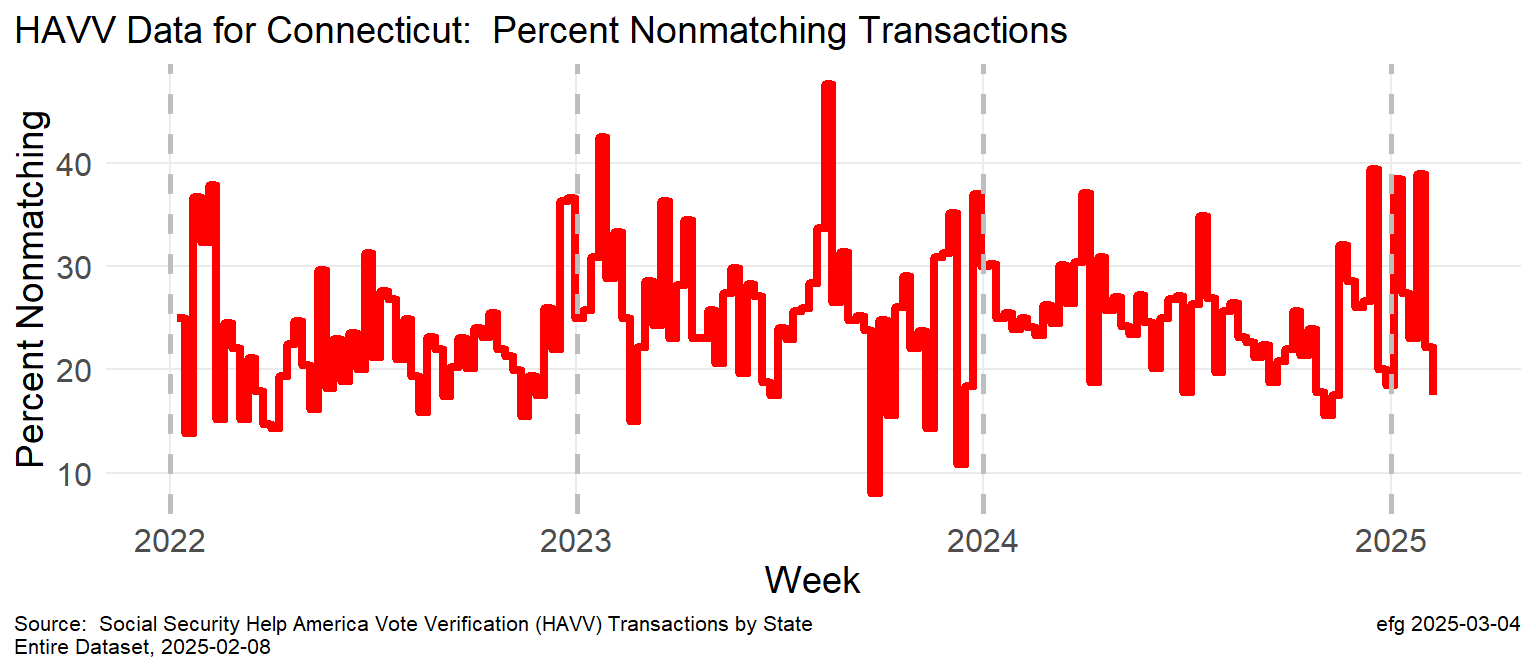 HAVV Data for Connecticut:  Percent Nonmatching Transactions
Percent Nonmatching
40
30
20
10
2022 2023 2024 2025
Week
Source:  Social Security Help America Vote Verification (HAVV) Transactions by State
Entire Dataset, 2025-02-08
efg 2025-03-04